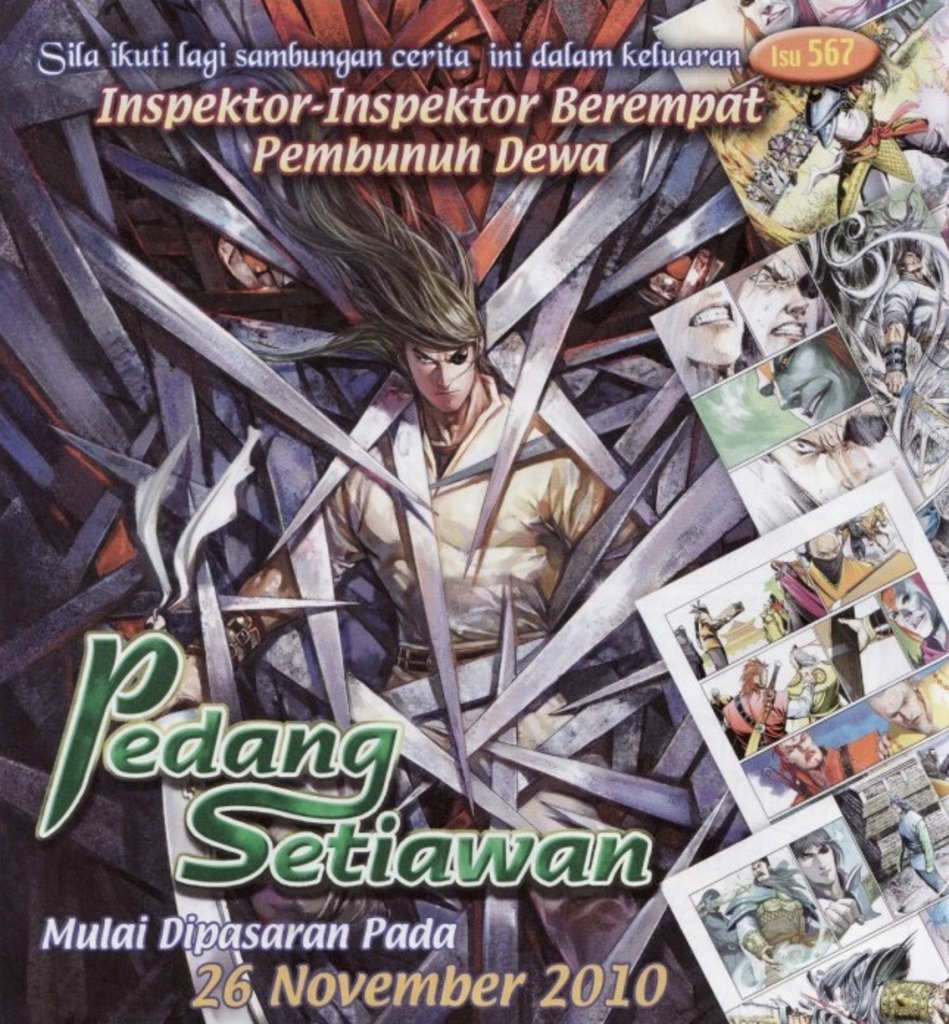 Sila ikuti lagi sambungan cerita ini dalam keluaran Isu 567
Inspektor-Inspektor Berempat
Pembunuh Dewa
Pedang
Setiawan
Mulai Dipasaran Pada
26 November 2010